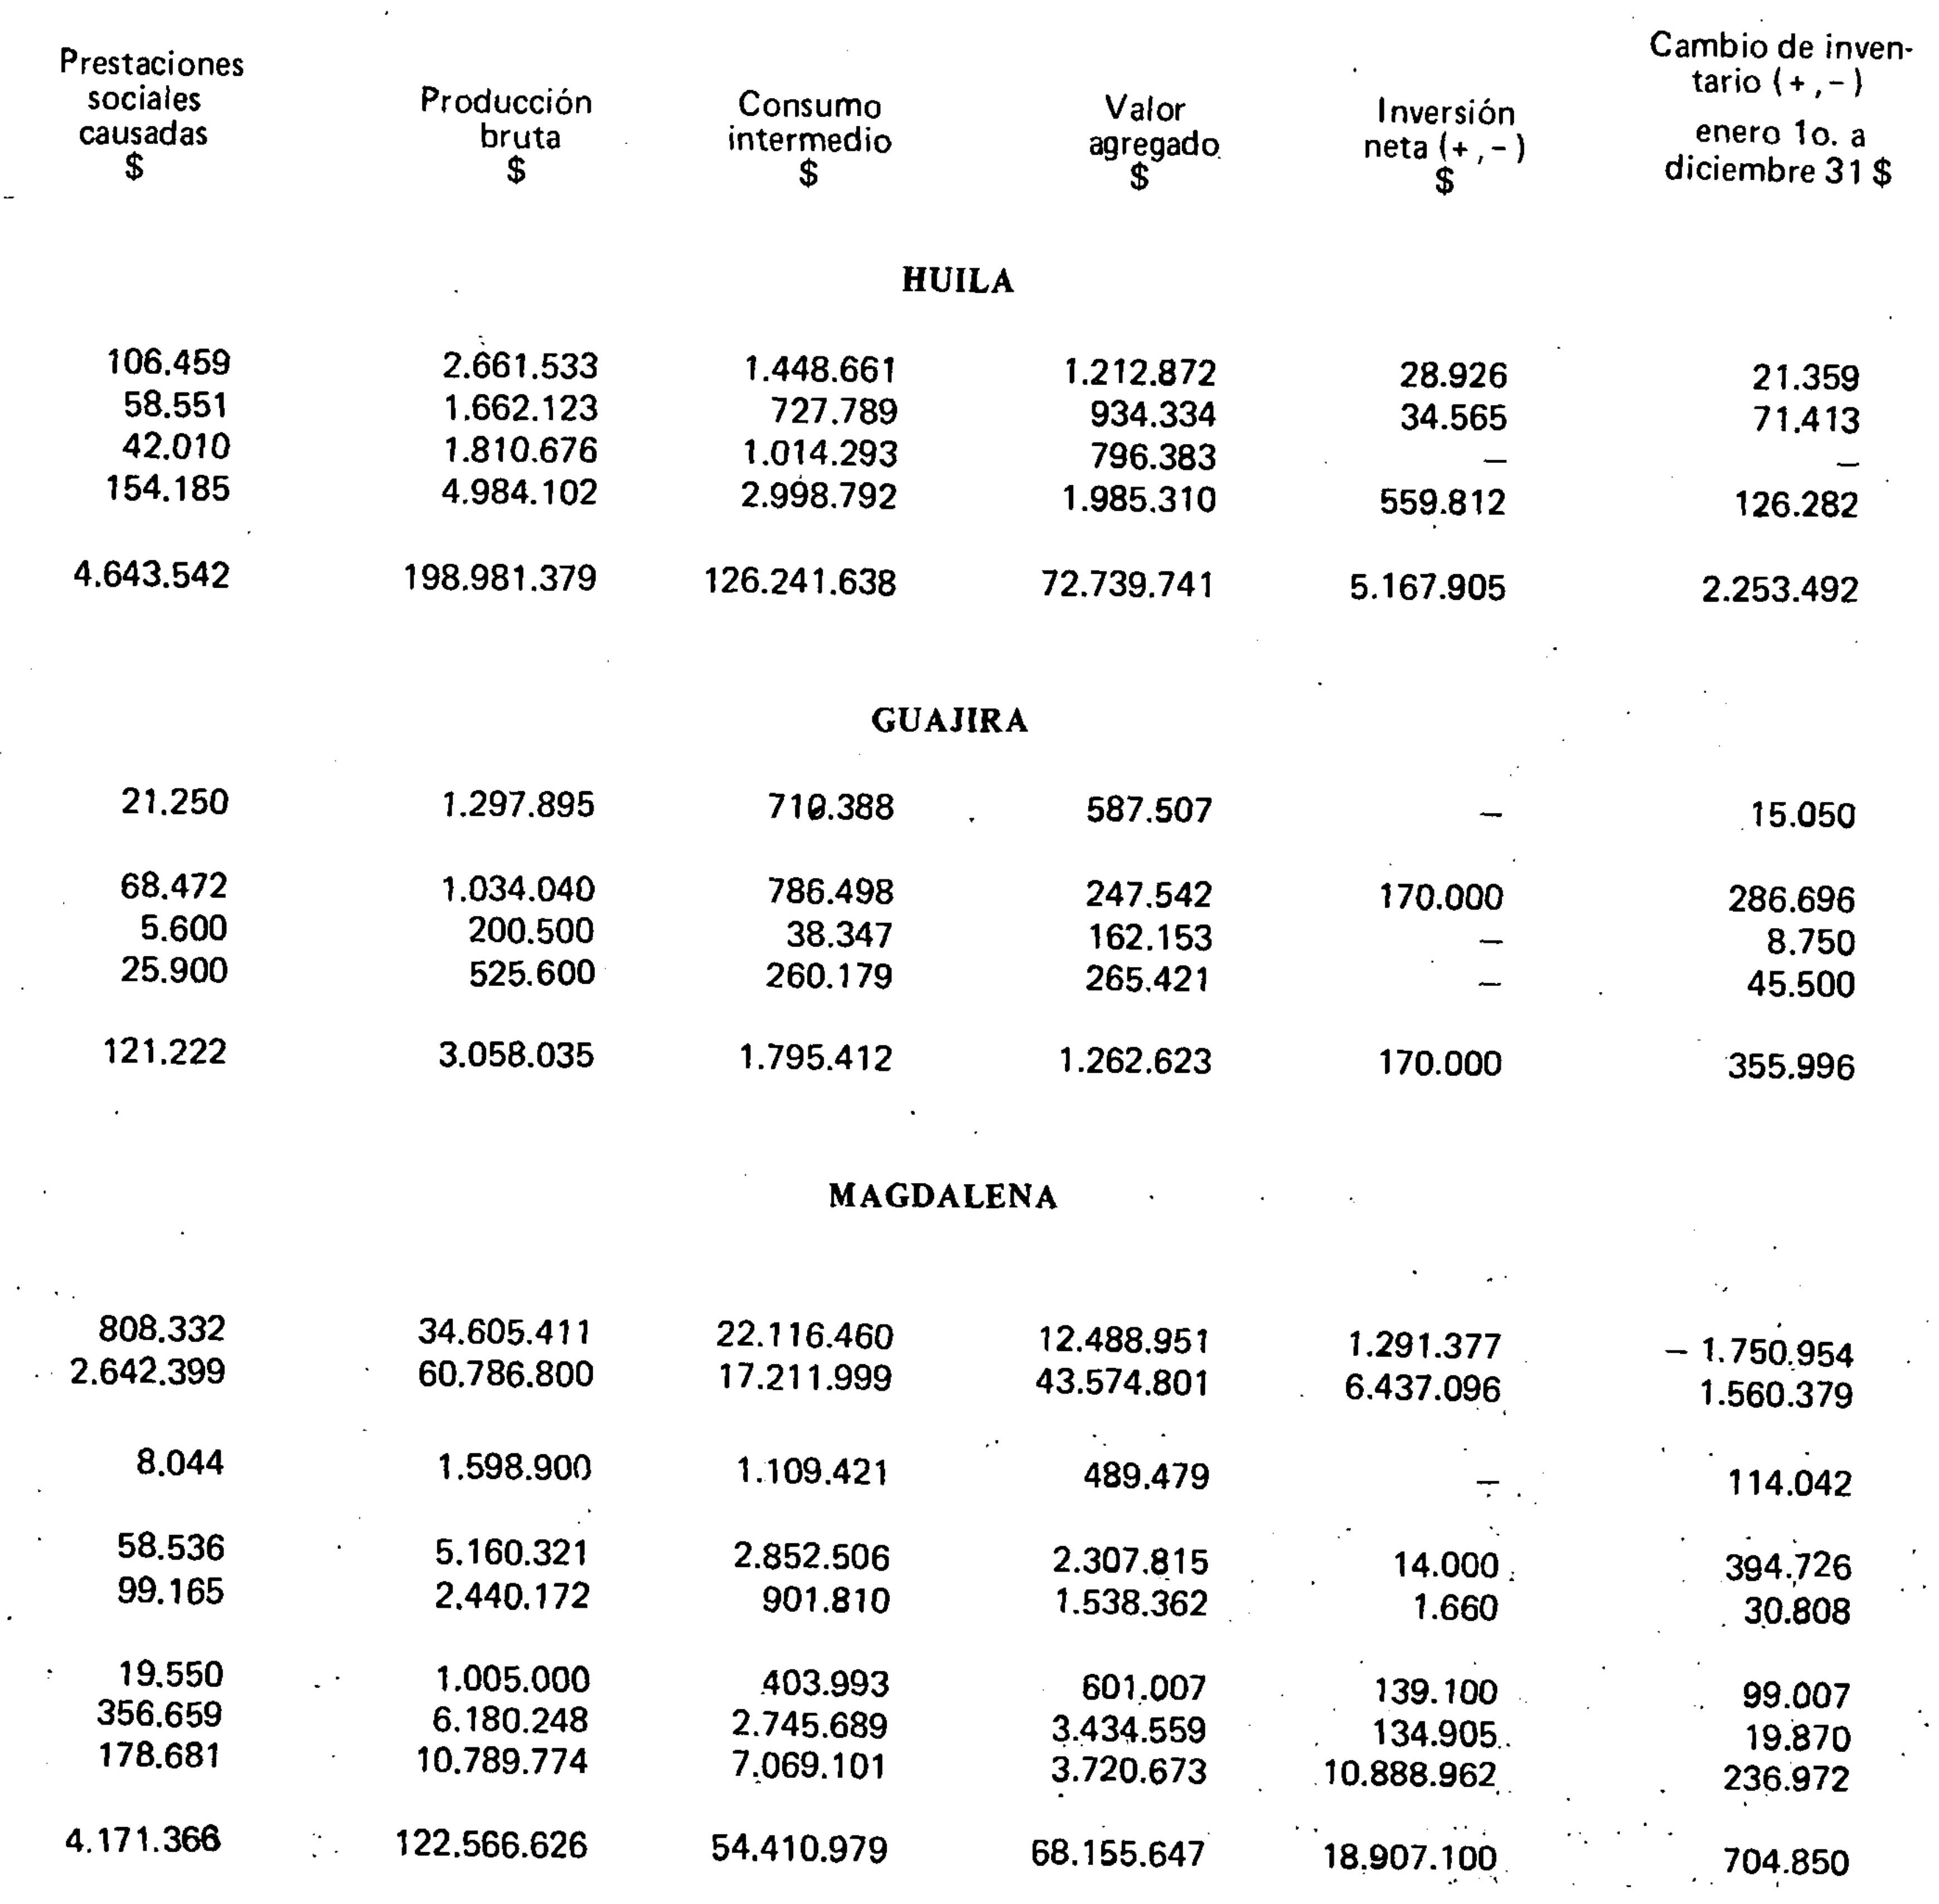 Prestaciones sociales causadas $ Producción bruta $ Consumo intermedio $ Valor agregado $ Inversión neta (+,-) $ Cambio de inven-tario (+,-) enero 1o. a diciembre 31 $
HUILA
106.459 2.661.533 1.448.661 1.212.872 28.926 21.359
58.551 1.662.123 727.789 934.334 34.565 71.413
42.010 1.810.676 1.014.293 796.383 — —
154.185 4.984.102 2.998.792 1.985.310 559.812 126.282
4.643.542 198.981.379 126.241.638 72.739.741 5.167.905 2.253.492
GUAJIRA
21.250 1.297.895 710.388 587.507 — 15.050
68.472 1.034.040 786.498 247.542 170.000 286.696
5.600 200.500 38.347 162.153 — 8.750
25.900 525.600 260.179 265.421 — 45.500
121.222 3.058.035 1.795.412 1.262.623 170.000 355.996
MAGDALENA
808.332 34.605.411 22.116.460 12.488.951 1.291.377 — 1.750.954
2.642.399 60.786.800 17.211.999 43.574.801 6.437.096 1.560.379
8.044 1.598.900 1.109.421 489.479 — 114.042
58.536 5.160.321 2.852.506 2.307.815 14.000 394.726
99.165 2.440.172 901.810 1.538.362 1.660 30.808
19.550 1.005.000 403.993 601.007 139.100 99.007
356.659 6.180.248 2.745.689 3.434.559 134.905 19.870
178.681 10.789.774 7.069.101 3.720.673 10.888.962 236.972
4.171.366 122.566.626 54.410.979 68.155.647 18.907.100 704.850